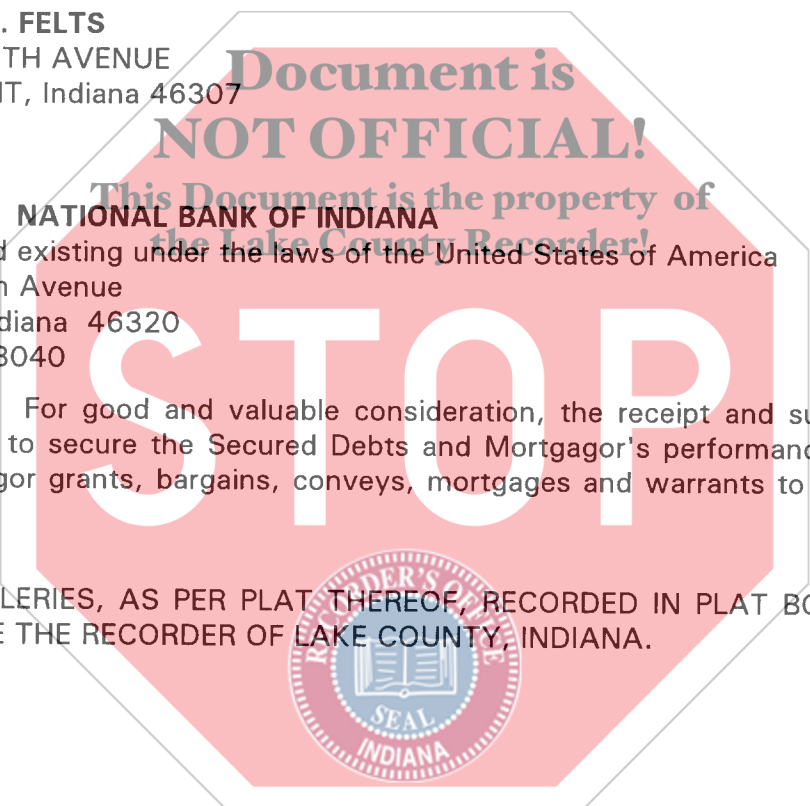 . FELTS
TH AVENUE
IT, Indiana 46307
Document is
NOT OFFICIAL!
This Document is the property of
the Lake County Recorder!
NATIONAL BANK OF INDIANA
d existing under the laws of the United States of America
Avenue
diana 46320
8040
STOP
For good and valuable consideration, the receipt and su
to secure the Secured Debts and Mortgagor's performanc
gor grants, bargains, conveys, mortgages and warrants to
LERIES, AS PER PLAT THEREOF, RECORDED IN PLAT BO
E THE RECORDER OF LAKE COUNTY, INDIANA.
RECORDER'S OFFICE
SEAL
INDIANA